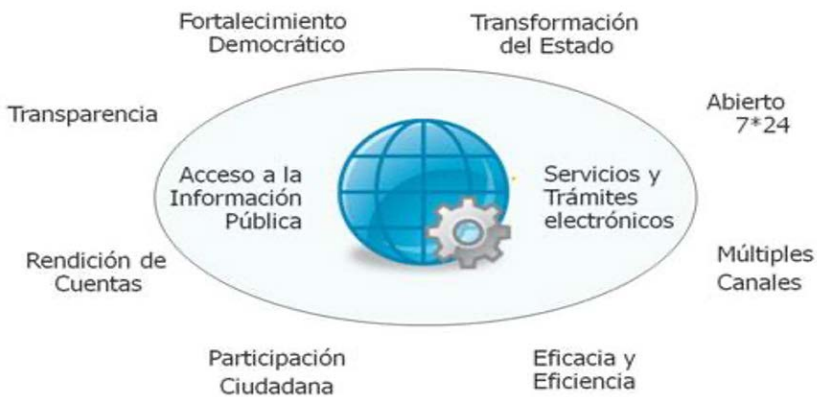 Fortalecimiento
Democrático
Transformación
del Estado
Transparencia
Abierto
7*24
Acceso a la
Información
Pública
Servicios y
Trámites
electrónicos
Rendición de
Cuentas
Múltiples
Canales
Participación
Ciudadana
Eficacia y
Eficiencia